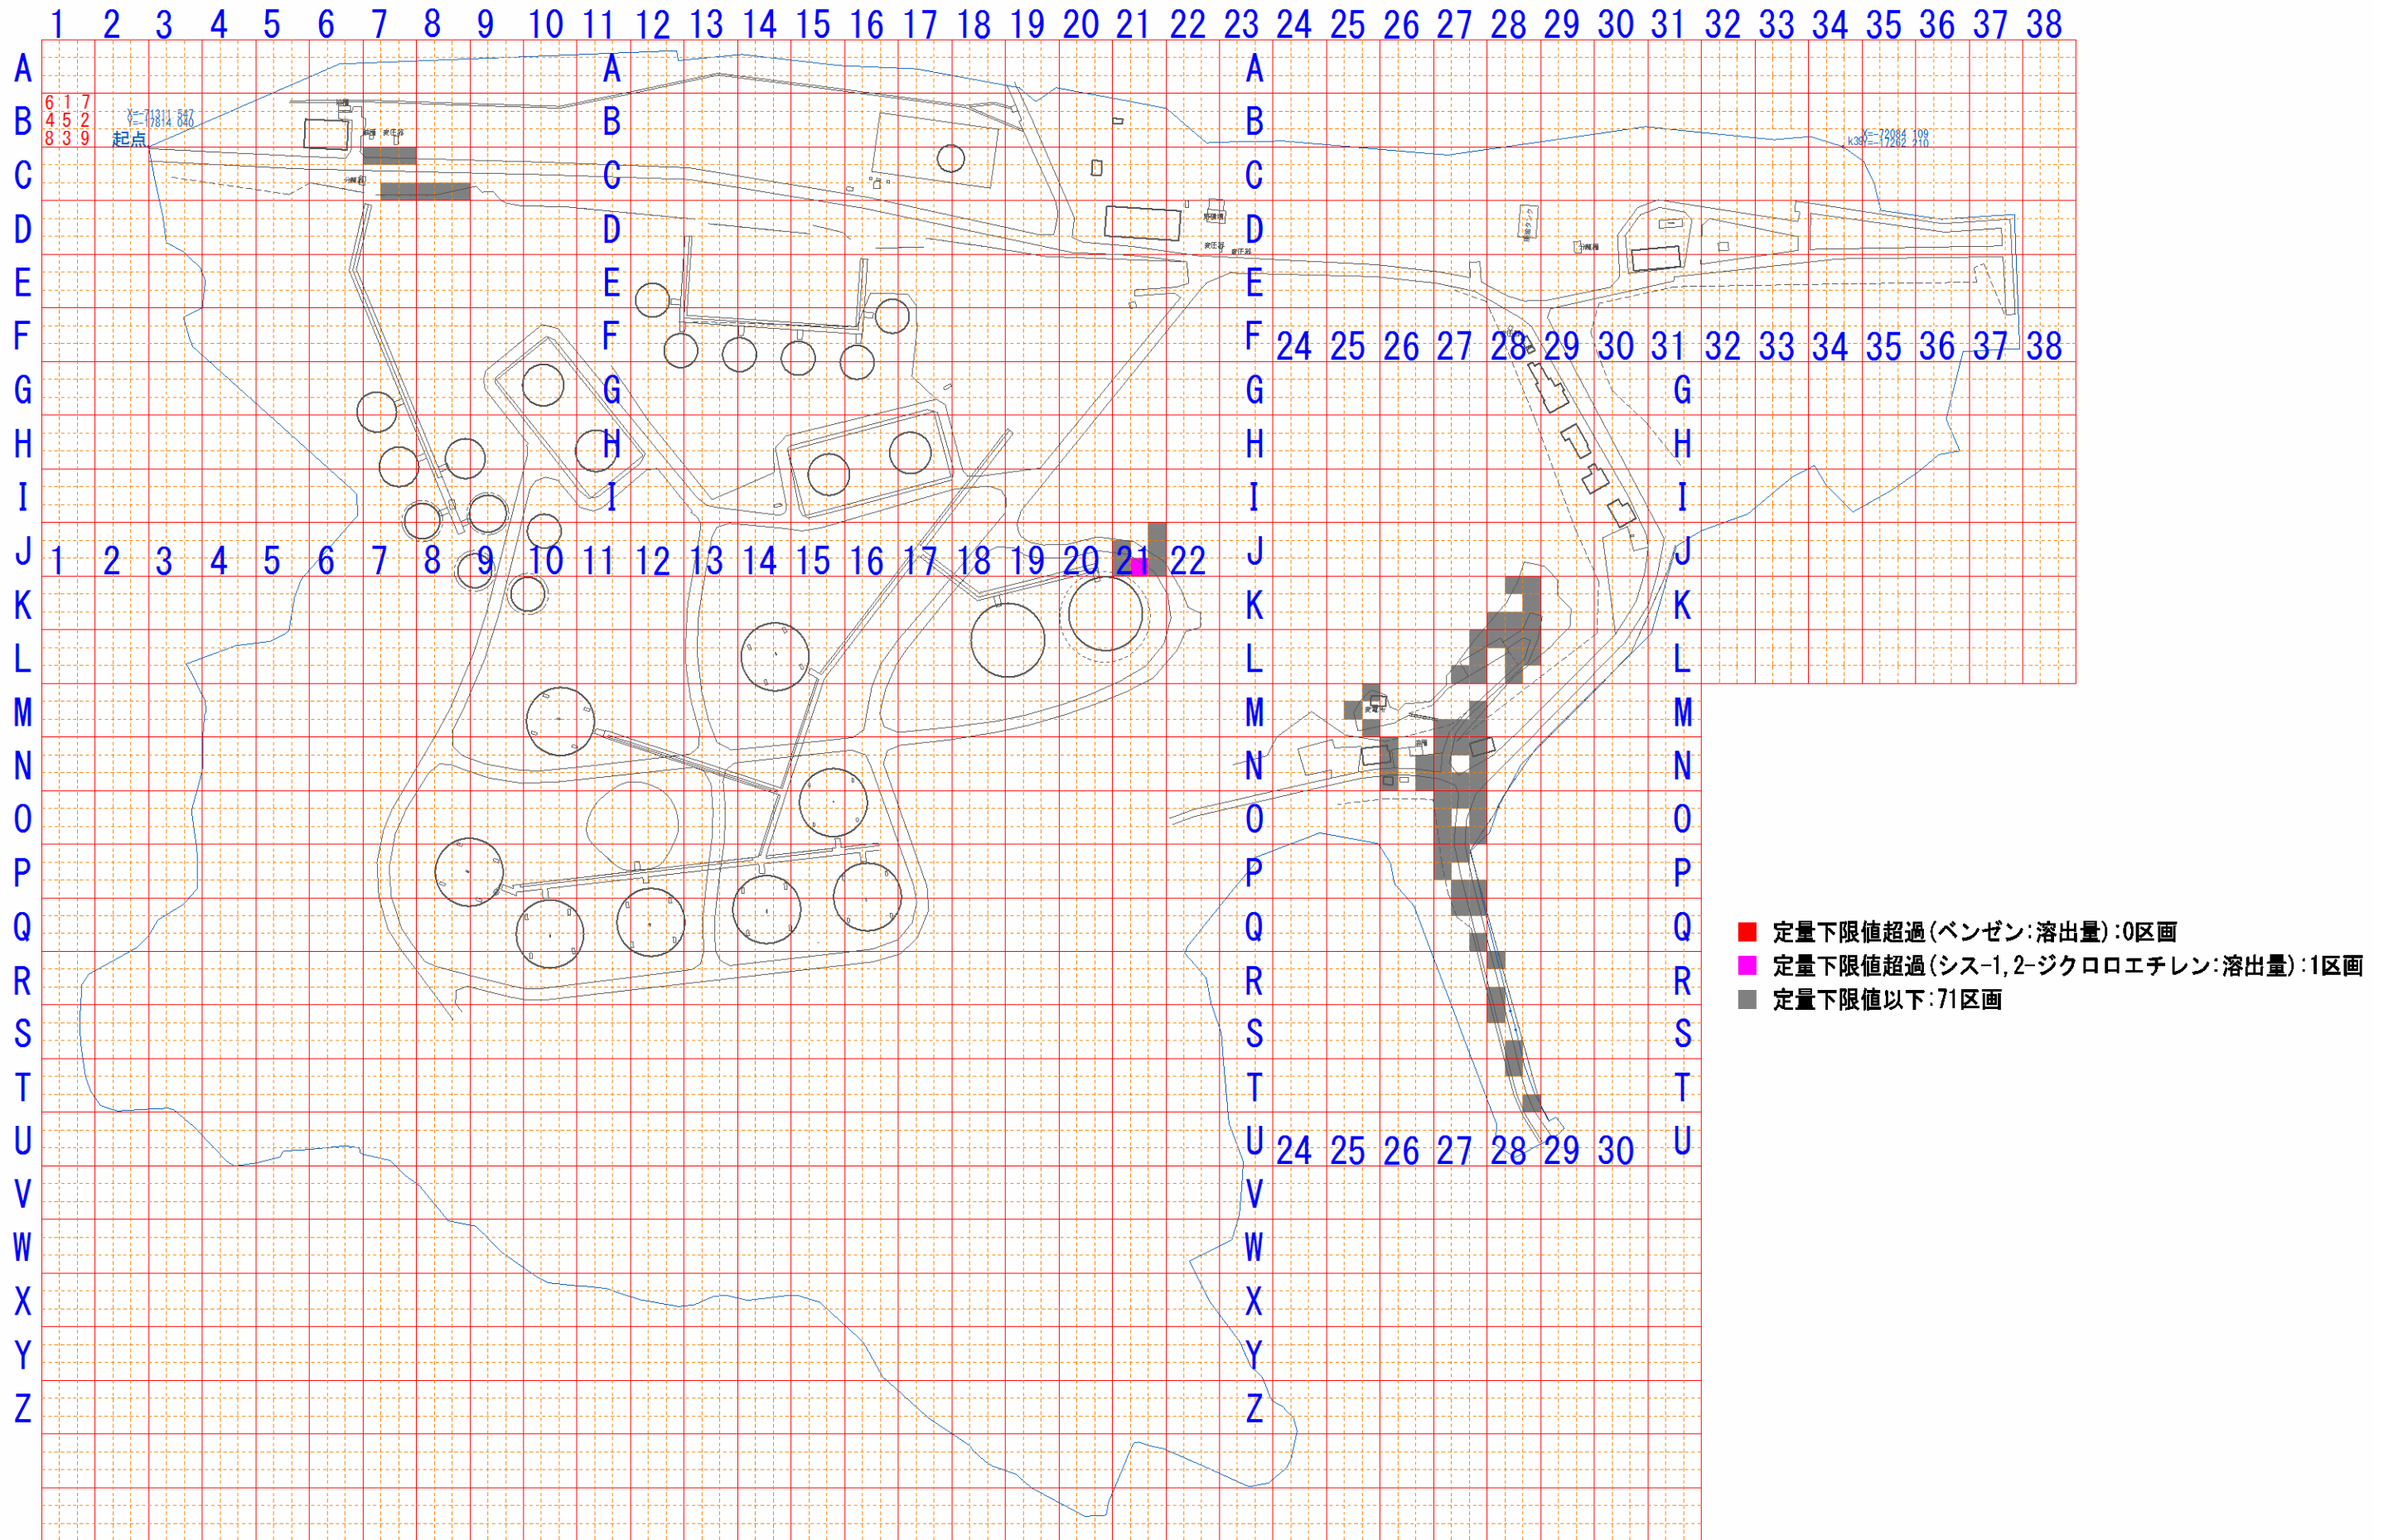 1 2 3 4 5 6 7 8 9 10 11 12 13 14 15 16 17 18 19 20 21 22 23 24 25 26 27 28 29 30 31 32 33 34 35 36 37 38
A A A
6 1 7
B 4 5 2 B B
8 3 9 起点
X=-72084 109
k39Y=-17262 210
C C C
D D D
E E E
F F F
24 25 26 27 28 29 30 31 32 33 34 35 36 37 38
G G G G
H H H H
I I I I
J J J
1 2 3 4 5 6 7 8 9 10 11 12 13 14 15 16 17 18 19 20 21 22
K K K
L L L
M M M
N N N
O O O
P P P
Q Q Q
定量下限値超過(ベンゼン:溶出量):0区画
定量下限値超過(シス-1,2-ジクロロエチレン:溶出量):1区画
R R R
定量下限値以下:71区画
S S S
T T T
U U U
24 25 26 27 28 29 30
V V
W W
X X
Y Y
Z Z